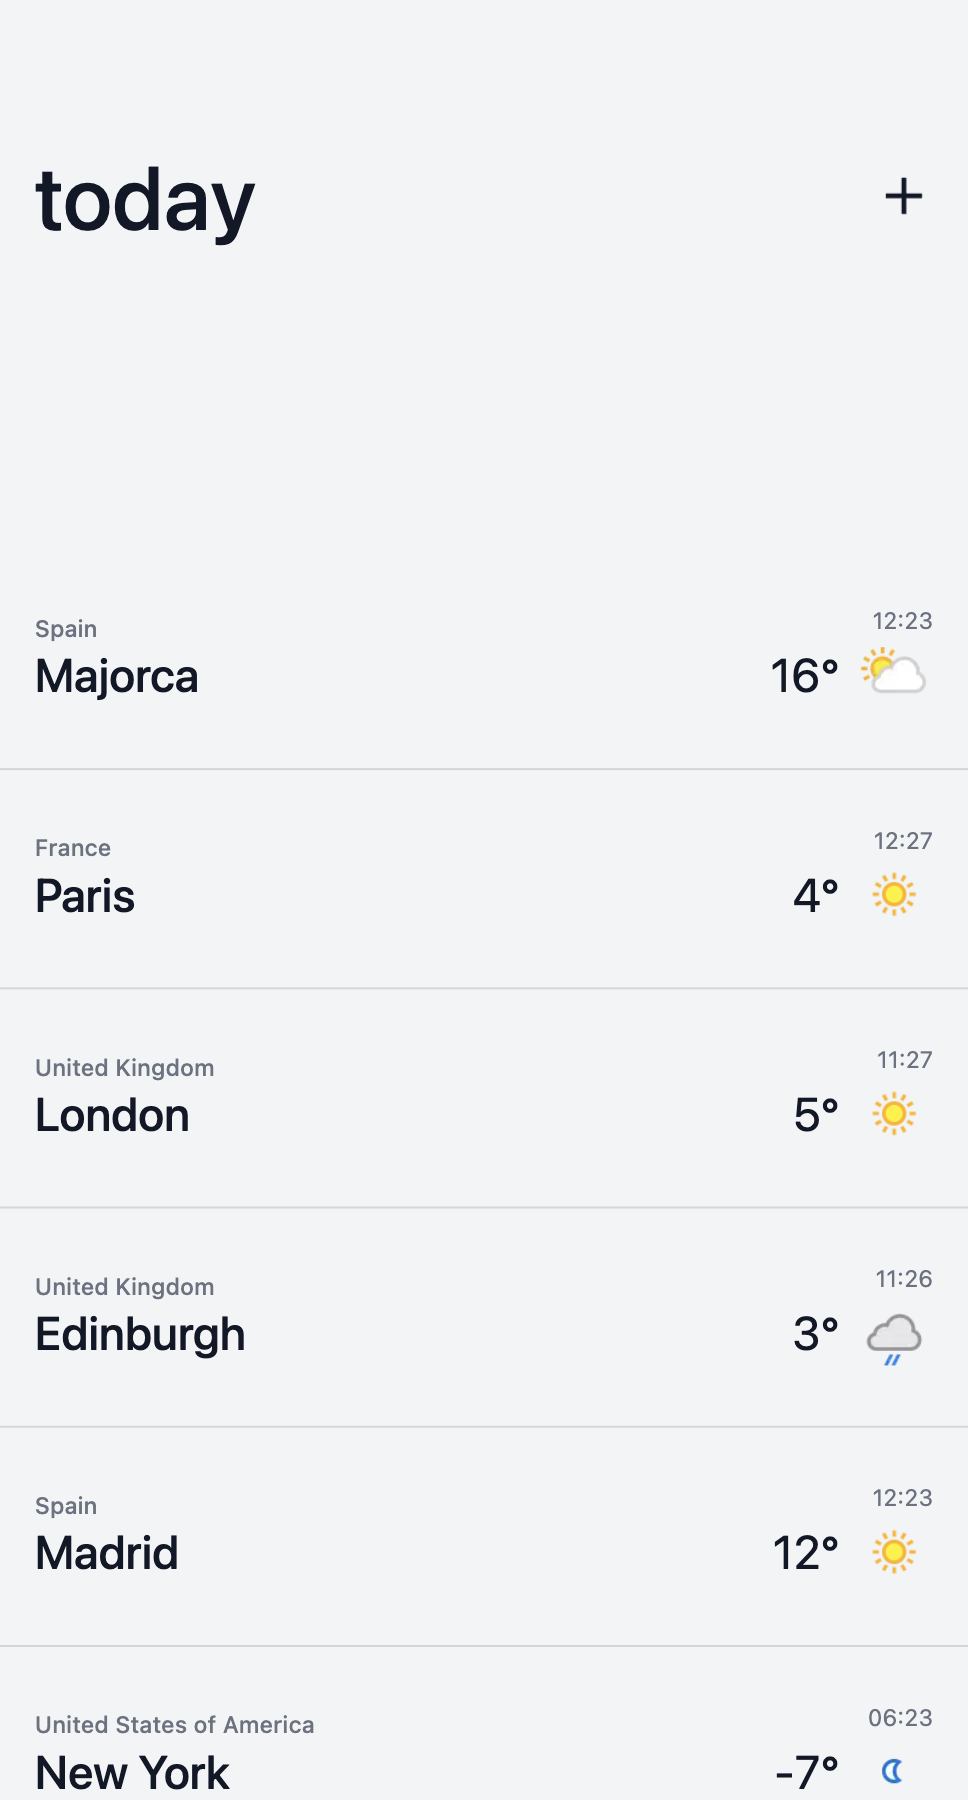 today +
Spain 12:23
Majorca 16°
France 12:27
Paris 4°
United Kingdom 11:27
London 5°
United Kingdom 11:26
Edinburgh 3°
Spain 12:23
Madrid 12°
United States of America 06:23
New York -7°